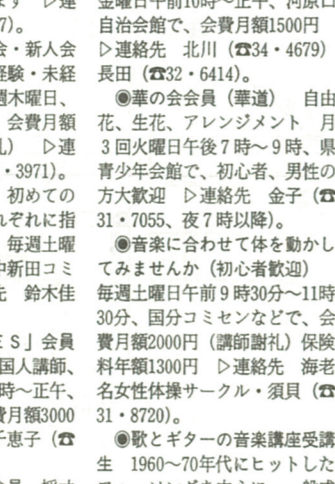 ます ▷連
7)。
会・新人会
経験・未経
週木曜日、
会費月額
礼) ▷連
・3971)。
初めての
れぞれに指
毎週土曜
中新田コミ
先 鈴木佳
ＥＳ」会員
国人講師、
時～正午、
費月額3000
千恵子（☎
金曜日午前10時～正午、河原口
自治会館で、会費月額1500円
▷連絡先 北川（☎34・4679）
長田（☎32・6414）。
◉華の会会員（華道） 自由
花、生花、アレンジメント 月
３回火曜日午後７時～９時、県
青少年会館で、初心者、男性の
方大歓迎 ▷連絡先 金子（☎
31・7055、夜７時以降）。
◉音楽に合わせて体を動かし
てみませんか（初心者歓迎）
毎週土曜日午前９時30分～11時
30分、国分コミセンなどで、会
費月額2000円（講師謝礼）保険
料年額1300円 ▷連絡先 海老
名女性体操サークル・須貝（☎
31・8720）。
◉歌とギターの音楽講座受講
生 1960～70年代にヒットした